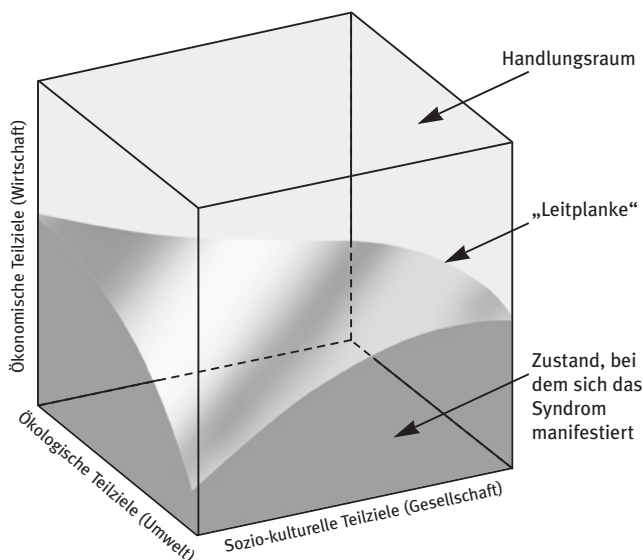 Handlungsraum
„Leitplanke“
Zustand, bei
dem sich das
Syndrom
manifestiert
Ökonomische Teilziele (Wirtschaft)
Ökologische Teilziele (Umwelt)
Sozio-kulturelle Teilziele (Gesellschaft)